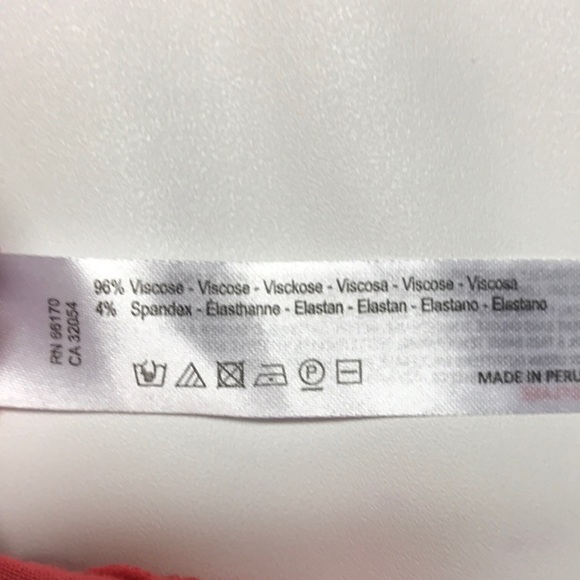 96% Viscose - Viscose - Visckose - Viscosa - Viscose - Viscosa
4% Spandex - Élasthanne - Elastan - Elastan - Elastano - Elastano
RN 66170
CA 32054
P
MADE IN PERU